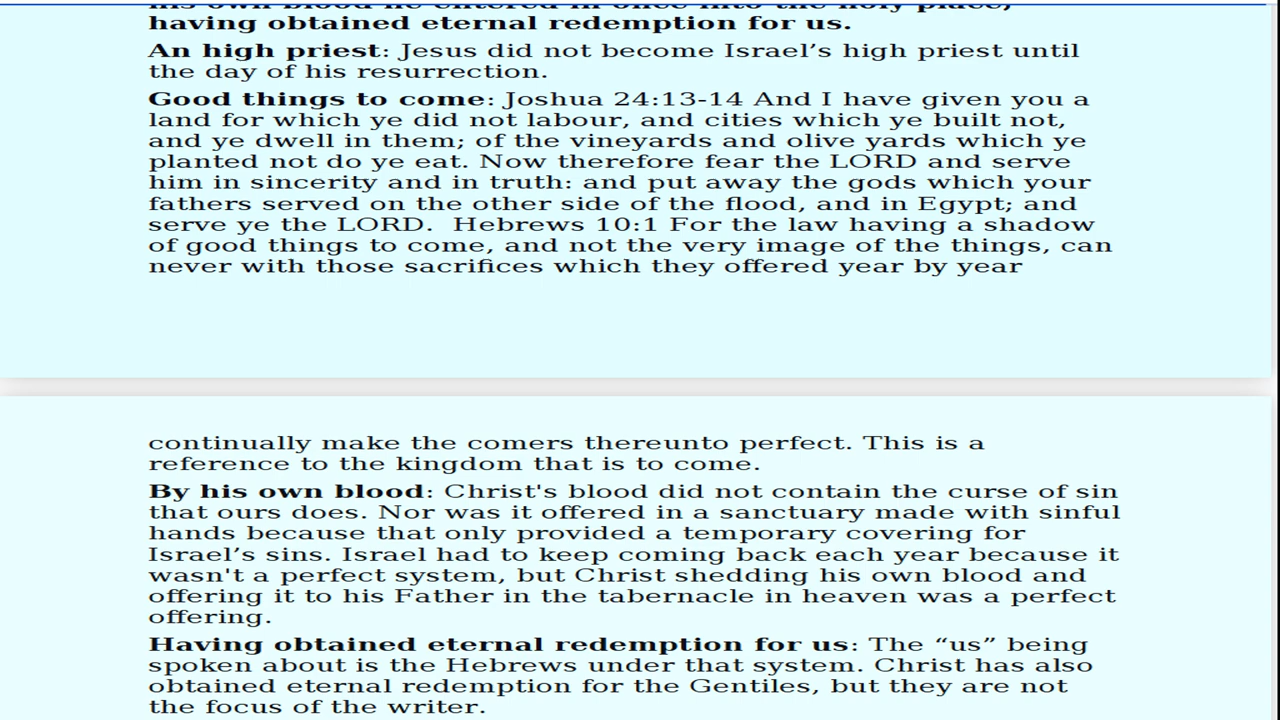 his own blood he entered in once into the holy place,
having obtained eternal redemption for us.
An high priest: Jesus did not become Israel’s high priest until
the day of his resurrection.
Good things to come: Joshua 24:13-14 And I have given you a
land for which ye did not labour, and cities which ye built not,
and ye dwell in them; of the vineyards and olive yards which ye
planted not do ye eat. Now therefore fear the LORD and serve
him in sincerity and in truth: and put away the gods which your
fathers served on the other side of the flood, and in Egypt; and
serve ye the LORD.  Hebrews 10:1 For the law having a shadow
of good things to come, and not the very image of the things, can
never with those sacrifices which they offered year by year
continually make the comers thereunto perfect. This is a
reference to the kingdom that is to come.
By his own blood: Christ's blood did not contain the curse of sin
that ours does. Nor was it offered in a sanctuary made with sinful
hands because that only provided a temporary covering for
Israel’s sins. Israel had to keep coming back each year because it
wasn't a perfect system, but Christ shedding his own blood and
offering it to his Father in the tabernacle in heaven was a perfect
offering.
Having obtained eternal redemption for us: The “us” being
spoken about is the Hebrews under that system. Christ has also
obtained eternal redemption for the Gentiles, but they are not
the focus of the writer.